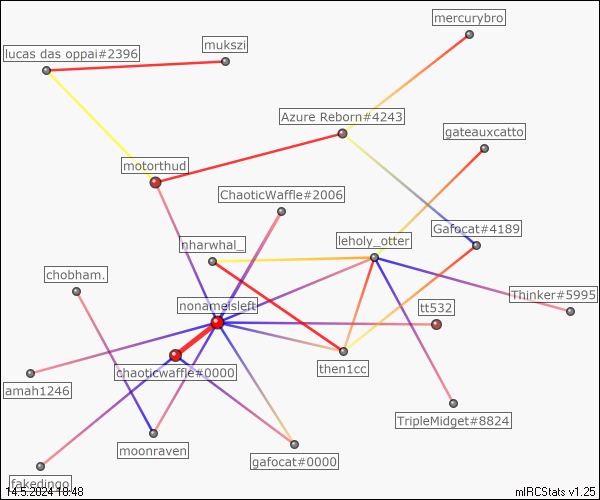 mercurybro
mukszi
lucas das oppai#2396
Azure Reborn#4243
gateauxcatto
motorthud
ChaoticWaffle#2006
Gafocat#4189
leholy_otter
nharwhal_
chobham.
Thinker#5995
nonameisleft
tt532
then1cc
chaoticwaffle#0000
amah1246
TripleMidget#8824
moonraven
gafocat#0000
fakedingo
14.5.2024 10:48
mIRCStats v1.25